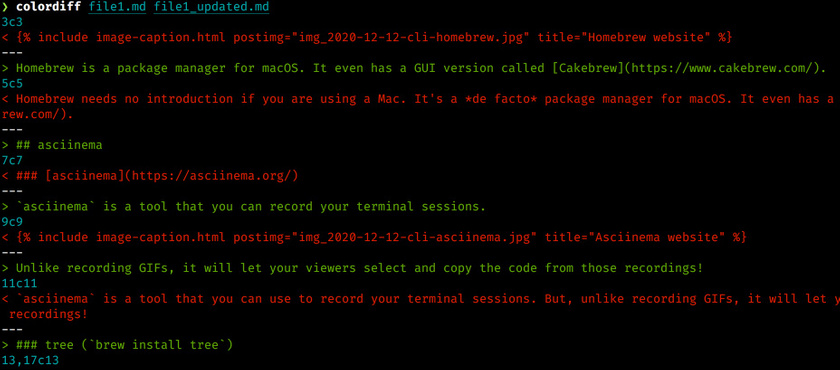 ❯ colordiff file1.md file1_updated.md
3c3
< {% include image-caption.html postimg="img_2020-12-12-cli-homebrew.jpg" title="Homebrew website" %}
---
> Homebrew is a package manager for macOS. It even has a GUI version called [Cakebrew](https://www.cakebrew.com/).
5c5
< Homebrew needs no introduction if you are using a Mac. It's a *de facto* package manager for macOS. It even has a
rew.com/).
---
> ## asciinema
7c7
< ### [asciinema](https://asciinema.org/)
---
> `asciinema` is a tool that you can record your terminal sessions.
9c9
< {% include image-caption.html postimg="img_2020-12-12-cli-asciinema.jpg" title="Asciinema website" %}
---
> Unlike recording GIFs, it will let your viewers select and copy the code from those recordings!
11c11
< `asciinema` is a tool that you can use to record your terminal sessions. But, unlike recording GIFs, it will let y
 recordings!
---
> ### tree (`brew install tree`)
13,17c13